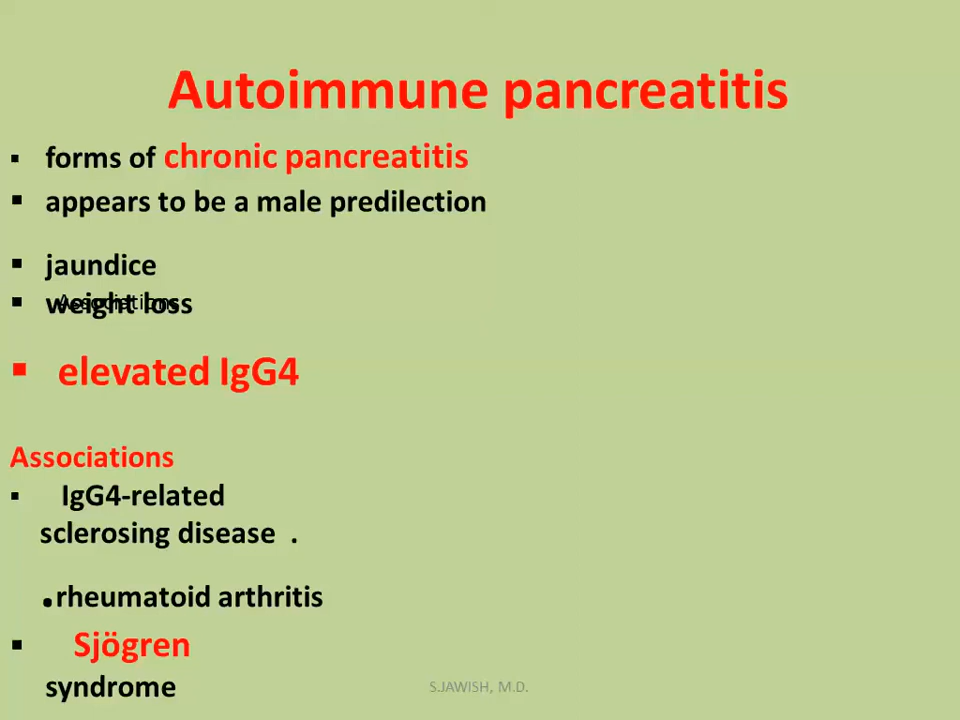 Autoimmune pancreatitis
▪ forms of chronic pancreatitis
▪ appears to be a male predilection
▪ jaundice
▪ weight loss
Associations
▪ elevated IgG4
Associations
▪ IgG4-related
sclerosing disease .
.rheumatoid arthritis
▪ Sjögren
syndrome
S.JAWISH, M.D.